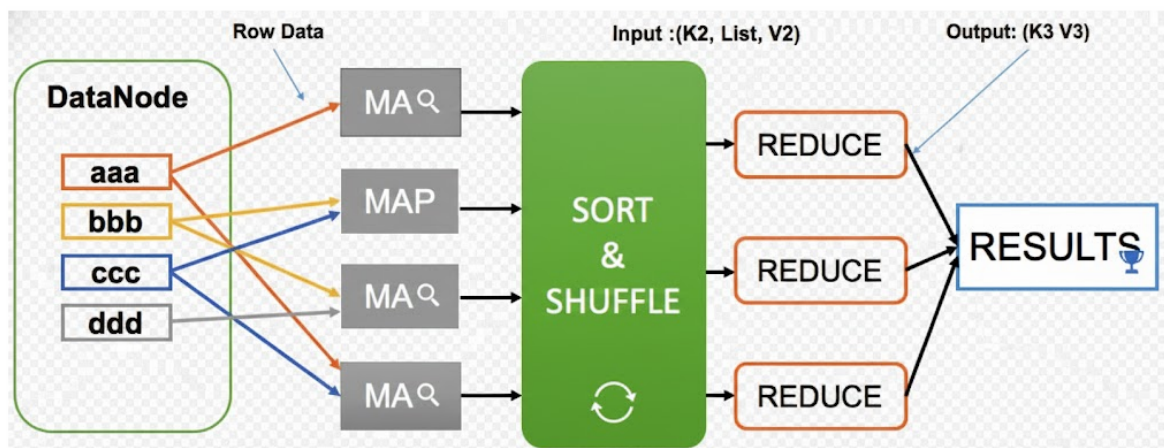 Row Data
Input :(K2, List, V2)
Output: (K3 V3)
DataNode
aaa
bbb
ccc
ddd
MA
MAP
MA
MA
SORT
&
SHUFFLE
REDUCE
REDUCE
REDUCE
RESULTS